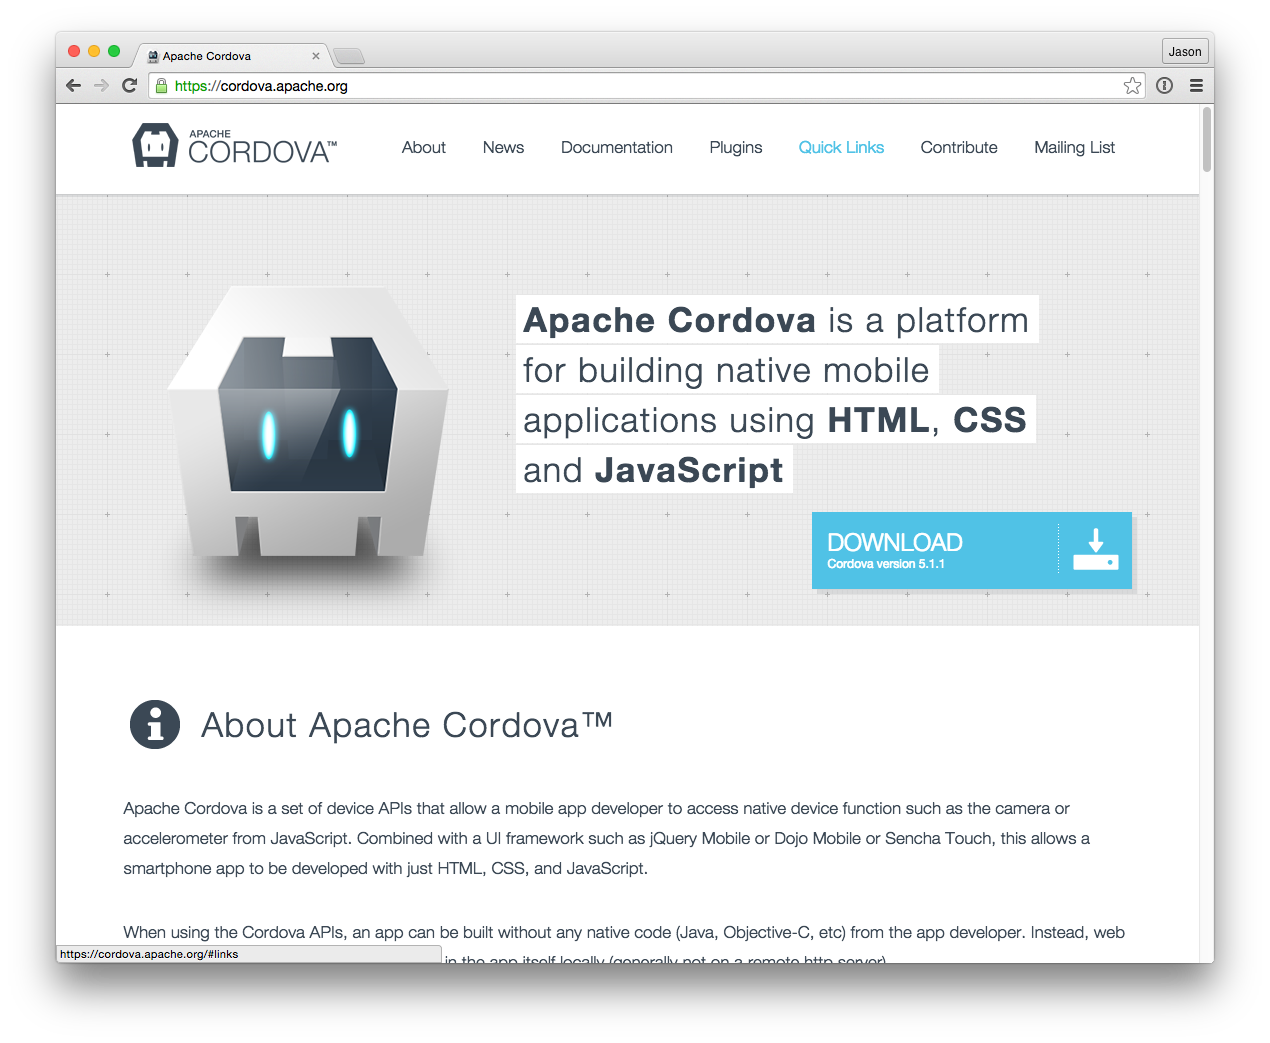 Apache Cordova
Jason
https://cordova.apache.org
APACHE
CORDOVA™
About News Documentation Plugins Quick Links Contribute Mailing List
Apache Cordova is a platform
for building native mobile
applications using HTML, CSS
and JavaScript
DOWNLOAD
Cordova version 5.1.1
About Apache Cordova™
Apache Cordova is a set of device APIs that allow a mobile app developer to access native device function such as the camera or
accelerometer from JavaScript. Combined with a UI framework such as jQuery Mobile or Dojo Mobile or Sencha Touch, this allows a
smartphone app to be developed with just HTML, CSS, and JavaScript.
When using the Cordova APIs, an app can be built without any native code (Java, Objective-C, etc) from the app developer. Instead, web
https://cordova.apache.org/#links
in the app itself locally (generally not on a remote http server).